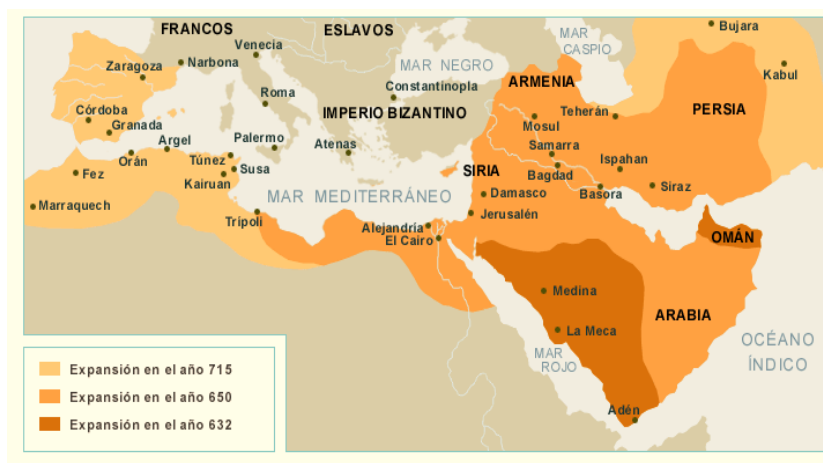 FRANCOS
ESLAVOS
Venecia
MAR
CASPIO
Bujara
Zaragoza
Narbona
MAR NEGRO
Kabul
ARMENIA
Constantinopla
Roma
Córdoba
IMPERIO BIZANTINO
Teherán
PERSIA
Granada
Mosul
Argel
Palermo
Atenas
Samarra
Orán
Túnez
Ispahan
Fez
Susa
SIRIA
Bagdad
Kairuan
MAR MEDITERRÁNEO
Damasco
Basora
Siraz
Marraquech
Trípoli
Jerusalén
Alejandría
El Cairo
OMÁN
Medina
ARABIA
La Meca
OCÉANO
ÍNDICO
MAR
ROJO
Adén
Expansión en el año 715
Expansión en el año 650
Expansión en el año 632